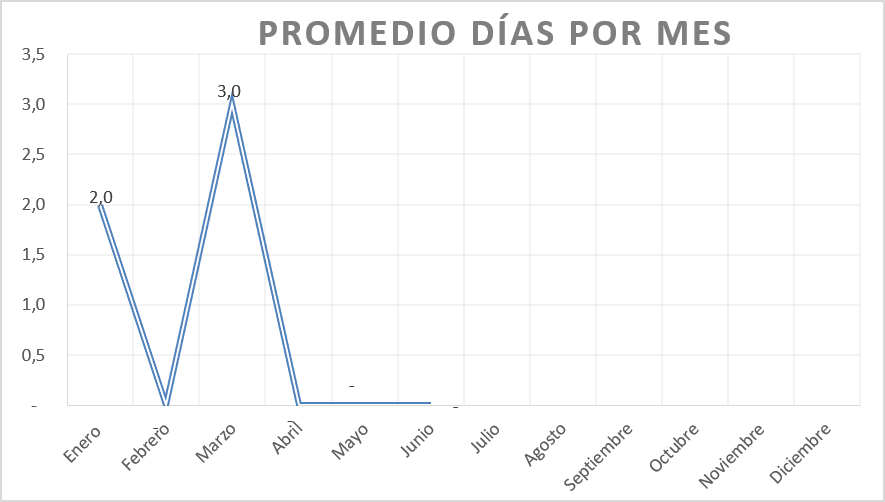 PROMEDIO DÍAS POR MES
3,5
3,0
2,5
2,0
1,5
1,0
0,5
-
2,0
3,0
-
-
-
-
Enero
Febrero
Marzo
Abril
Mayo
Junio
Julio
Agosto
Septiembre
Octubre
Noviembre
Diciembre